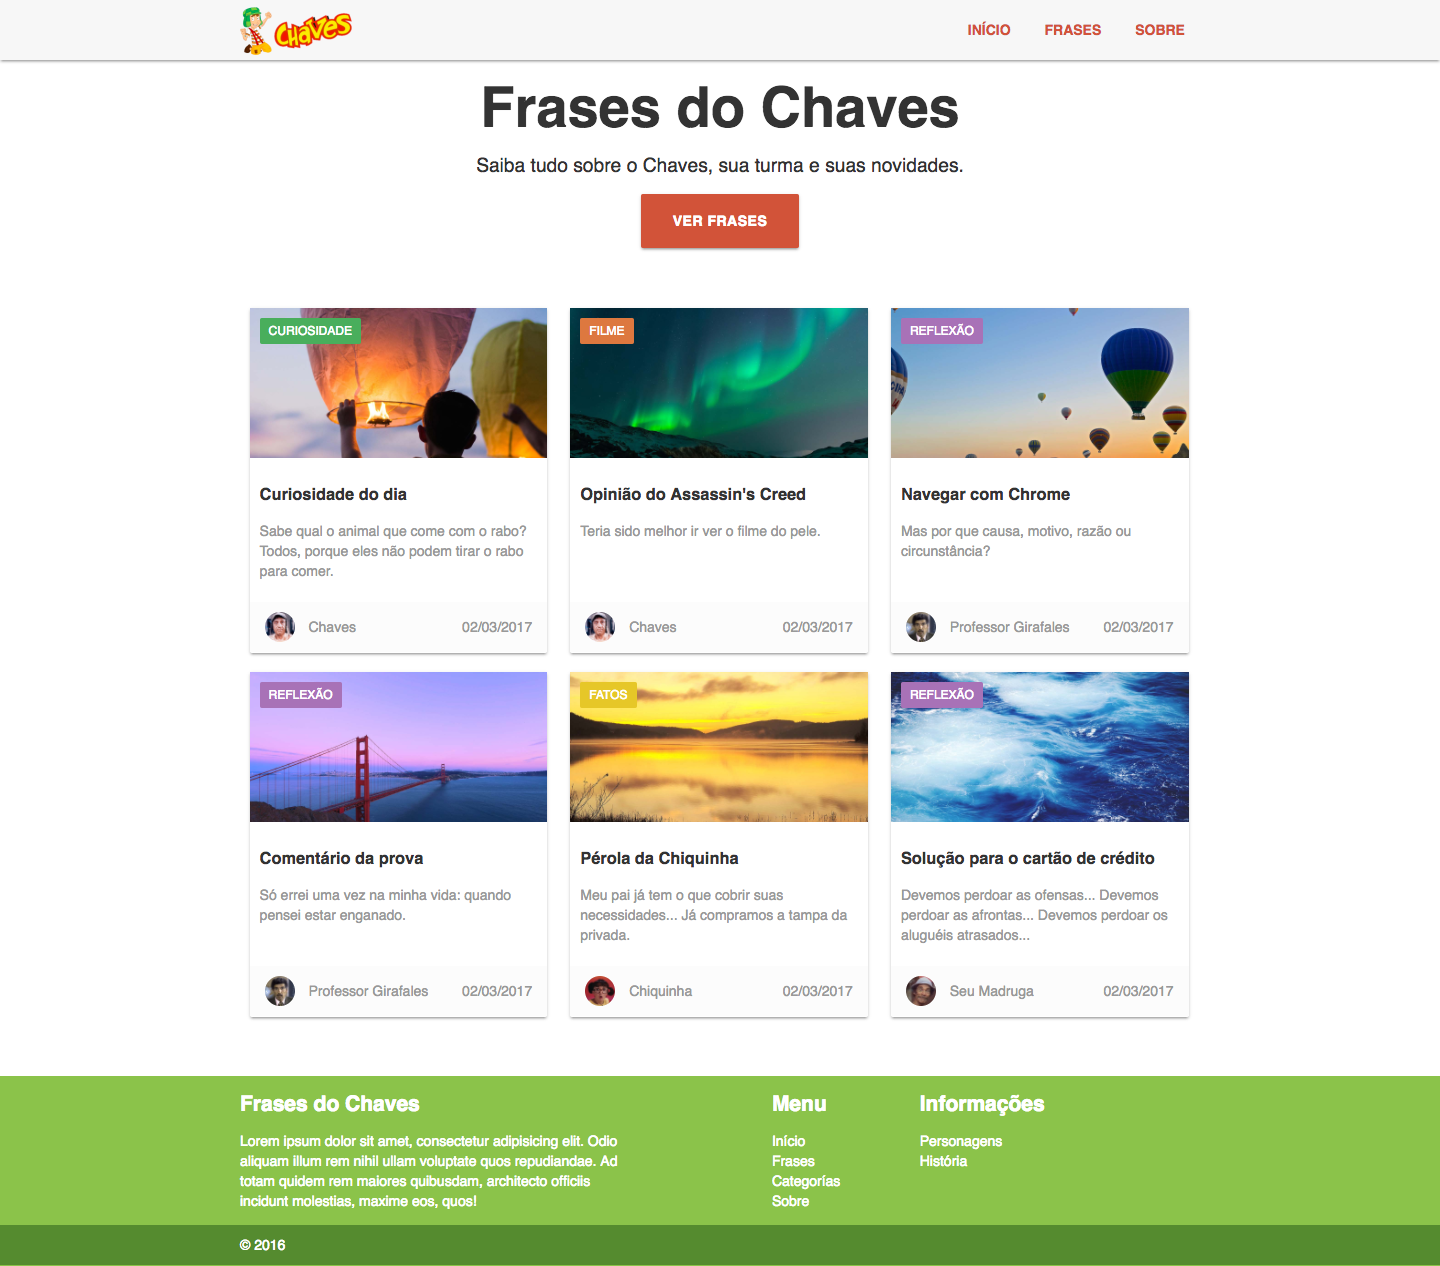 CHAVES
INÍCIO FRASES SOBRE
Frases do Chaves
Saiba tudo sobre o Chaves, sua turma e suas novidades.
VER FRASES
CURIOSIDADE
Curiosidade do dia
Sabe qual o animal que come com o rabo?
Todos, porque eles não podem tirar o rabo
para comer.
Chaves 02/03/2017
FILME
Opinião do Assassin's Creed
Teria sido melhor ir ver o filme do pele.
Chaves 02/03/2017
REFLEXÃO
Navegar com Chrome
Mas por que causa, motivo, razão ou
circunstância?
Professor Girafales 02/03/2017
REFLEXÃO
Comentário da prova
Só errei uma vez na minha vida: quando
pensei estar enganado.
Professor Girafales 02/03/2017
FATOS
Pérola da Chiquinha
Meu pai já tem o que cobrir suas
necessidades... Já compramos a tampa da
privada.
Chiquinha 02/03/2017
REFLEXÃO
Solução para o cartão de crédito
Devemos perdoar as ofensas... Devemos
perdoar as afrontas... Devemos perdoar os
aluguéis atrasados...
Seu Madruga 02/03/2017
Frases do Chaves
Lorem ipsum dolor sit amet, consectetur adipisicing elit. Odio
aliquam illum rem nihil ullam voluptate quos repudiandae. Ad
totam quidem rem maiores quibusdam, architecto officiis
incidunt molestias, maxime eos, quos!
Menu
Início
Frases
Categorías
Sobre
Informações
Personagens
História
© 2016